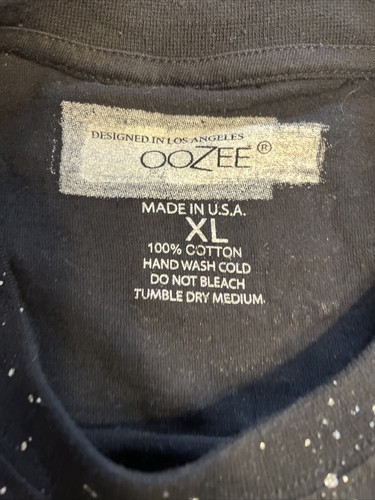 DESIGNED IN LOS ANGELES
OOZEE®
MADE IN U.S.A.
XL
100% COTTON
HAND WASH COLD
DO NOT BLEACH
TUMBLE DRY MEDIUM